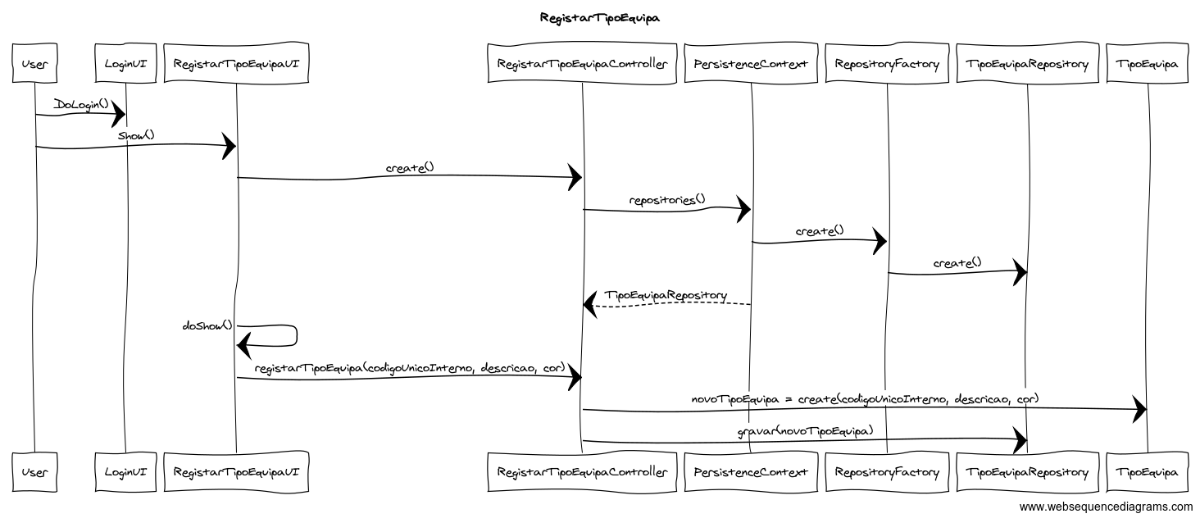 RegistarTipoEquipa
User LoginUI RegistarTipoEquipaUI RegistarTipoEquipaController PersistenceContext RepositoryFactory TipoEquipaRepository TipoEquipa
DoLogin()
Show()
create()
repositories()
create()
create()
TipoEquipaRepository
doShow()
registarTipoEquipa(codigoUnicoInterno, descricao, cor)
novoTipoEquipa = create(codigoUnicoInterno, descricao, cor)
gravar(novoTipoEquipa)
User LoginUI RegistarTipoEquipaUI RegistarTipoEquipaController PersistenceContext RepositoryFactory TipoEquipaRepository TipoEquipa
www.websequencediagrams.com